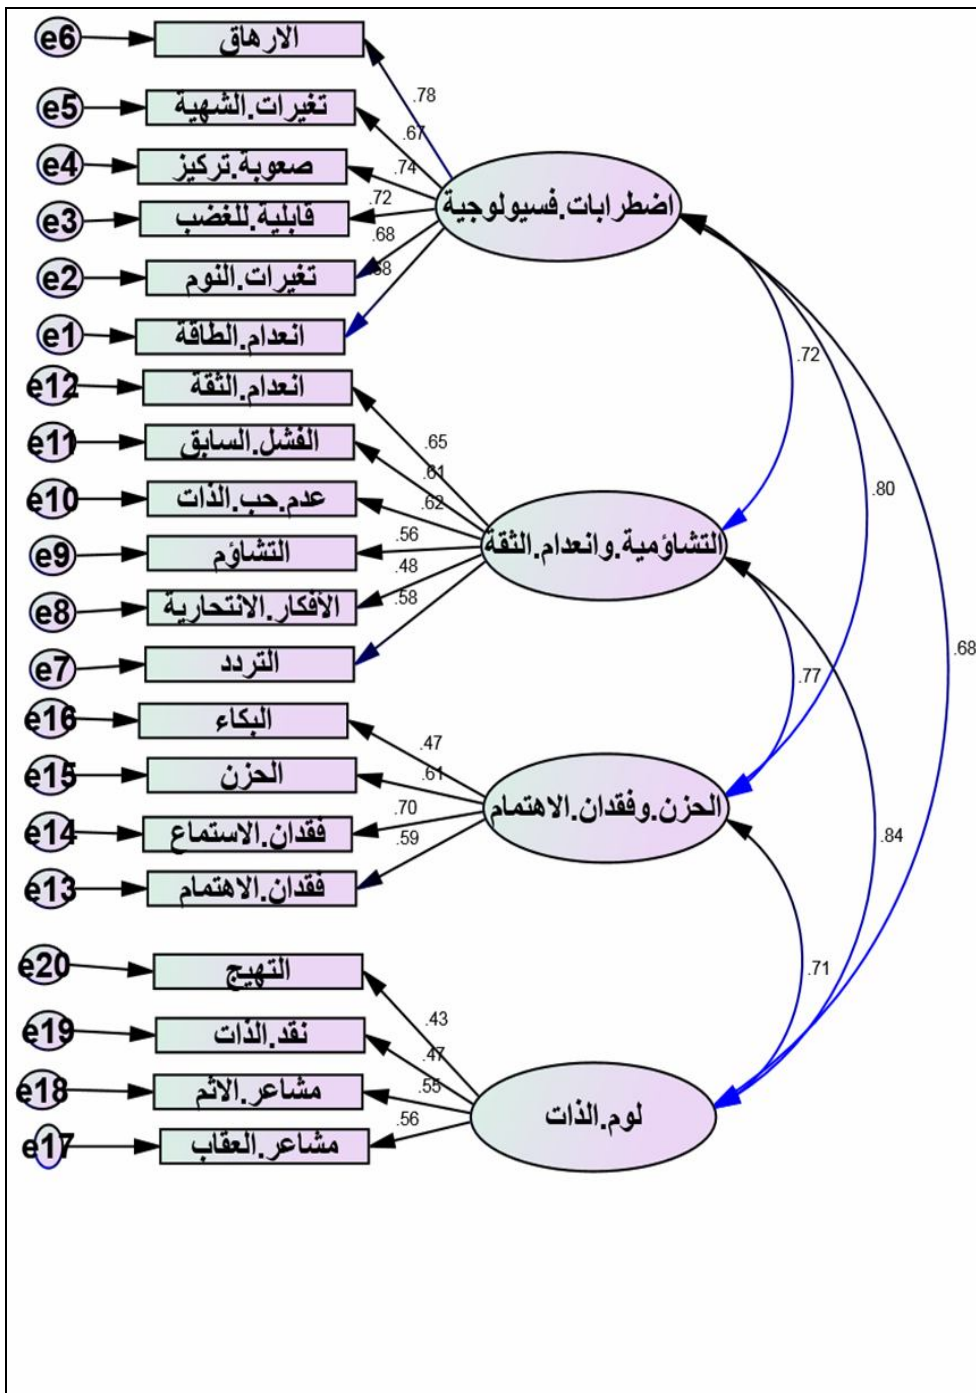 e6
الارهاق
.78
e5
تغيرات.الشهية
.67
e4
صعوبة.تركيز
.74
اضطرابات.فسيولوجية
e3
قابلية.للغضب
.72
.68
e2
تغيرات.النوم
e1
انعدام.الطاقة
.72
e12
انعدام.الثقة
.65
e11
الفشل.السابق
.61
e10
عدم.حب.الذات
.62
.80
e9
التشاؤم
.56
التشاؤمية.وانعدام.الثقة
e8
الأفكار.الانتحارية
.48
.58
e7
التردد
.68
.77
e16
البكاء
.47
e15
الحزن
.61
الحزن.وفقدان.الاهتمام
e14
فقدان.الاستماع
.70
.59
.84
e13
فقدان.الاهتمام
e20
التهيج
.71
.43
e19
نقد.الذات
.47
e18
مشاعر.الاثم
.55
لوم.الذات
e17
مشاعر.العقاب
.56